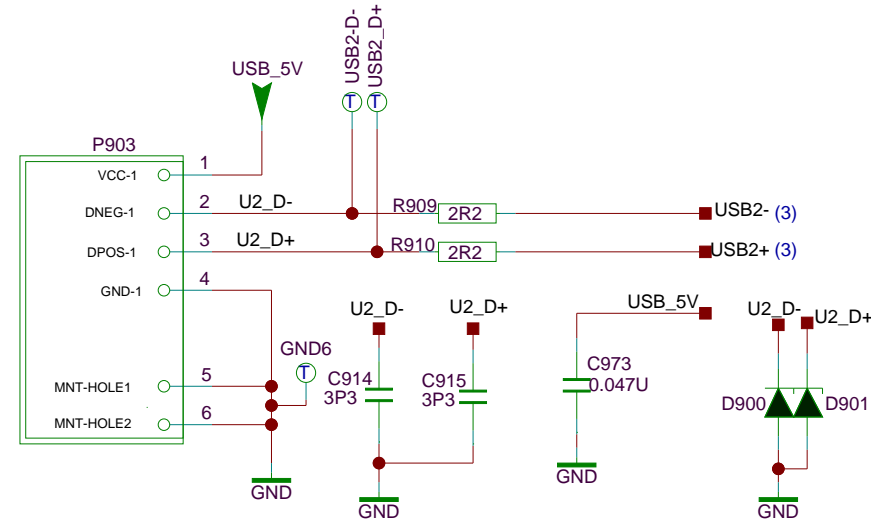 USB2-D-
USB2_D+
USB_5V
T
T
P903
1
VCC-1
2
U2_D-
R909
2R2
USB2- (3)
DNEG-1
3
U2_D+
R910
2R2
USB2+ (3)
DPOS-1
4
GND-1
U2_D-
U2_D+
USB_5V
U2_D-
U2_D+
GND6
T
C914
3P3
C915
3P3
C973
0.047U
D900
D901
5
MNT-HOLE1
6
MNT-HOLE2
GND
GND
GND
GND